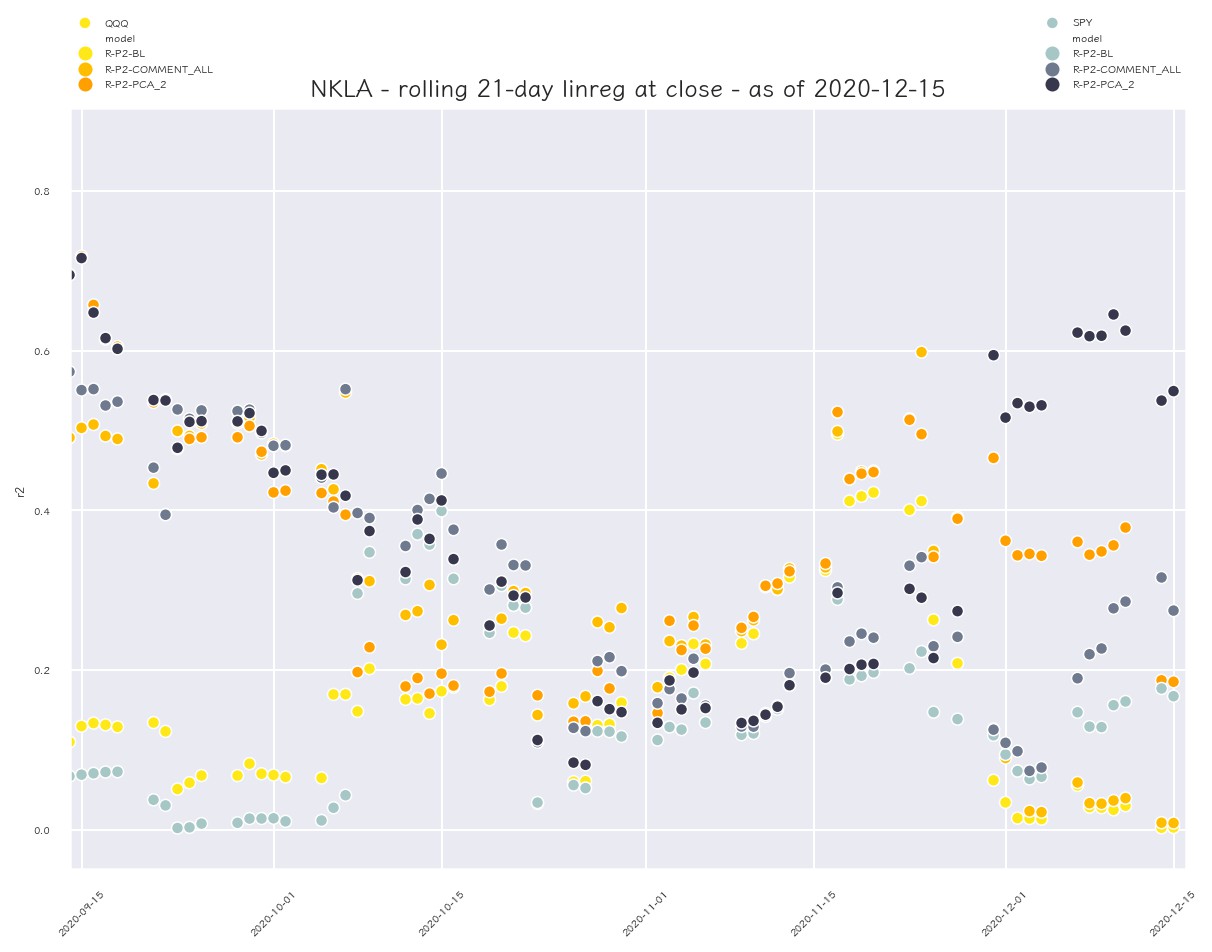 QQQ
model
R-P2-BL
R-P2-COMMENT_ALL
R-P2-PCA_2
SPY
model
R-P2-BL
R-P2-COMMENT_ALL
R-P2-PCA_2
NKLA - rolling 21-day linreg at close - as of 2020-12-15
0.8
0.6
0.4
0.2
0.0
r2
2020-09-15
2020-10-01
2020-10-15
2020-11-01
2020-11-15
2020-12-01
2020-12-15